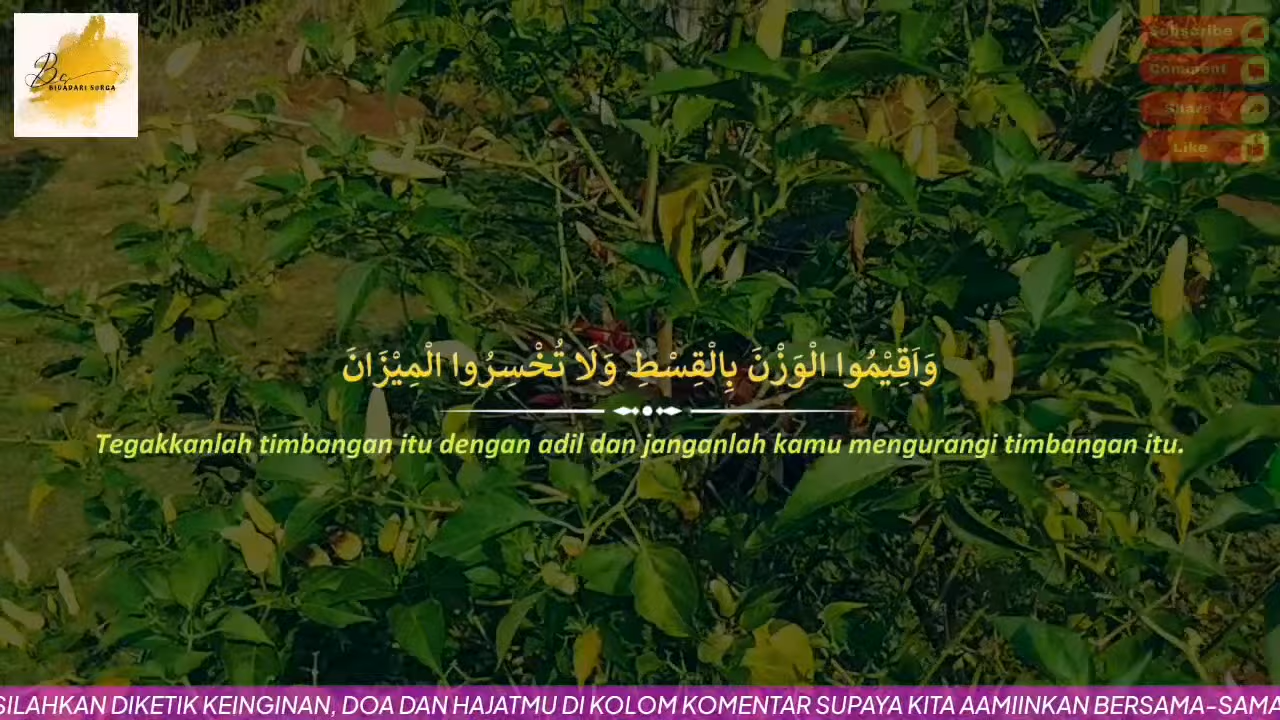 Bs
BIDADARI SURGA
Subscribe
Comment
Share
Like
وَاَقِيْمُوا الْوَزْنَ بِالْقِسْطِ وَلَا تُخْسِرُوا الْمِيْزَانَ
Tegakkanlah timbangan itu dengan adil dan janganlah kamu mengurangi timbangan itu.
SILAHKAN DIKETIK KEINGINAN, DOA DAN HAJATMU DI KOLOM KOMENTAR SUPAYA KITA AAMIINKAN BERSAMA-SAMA